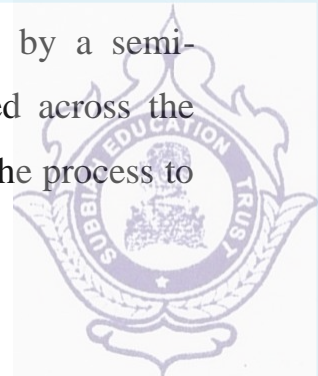 by a semi-
ed across the
he process to
SUBBIAH EDUCATION TRUST